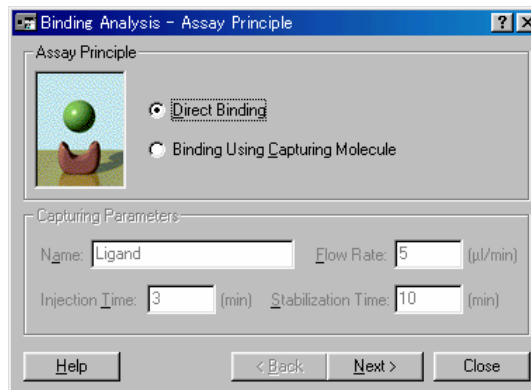 Binding Analysis - Assay Principle
Assay Principle
Direct Binding
Binding Using Capturing Molecule
Capturing Parameters
Name: Ligand Flow Rate: 5 (µl/min)
Injection Time: 3 (min) Stabilization Time: 10 (min)
Help < Back Next > Close